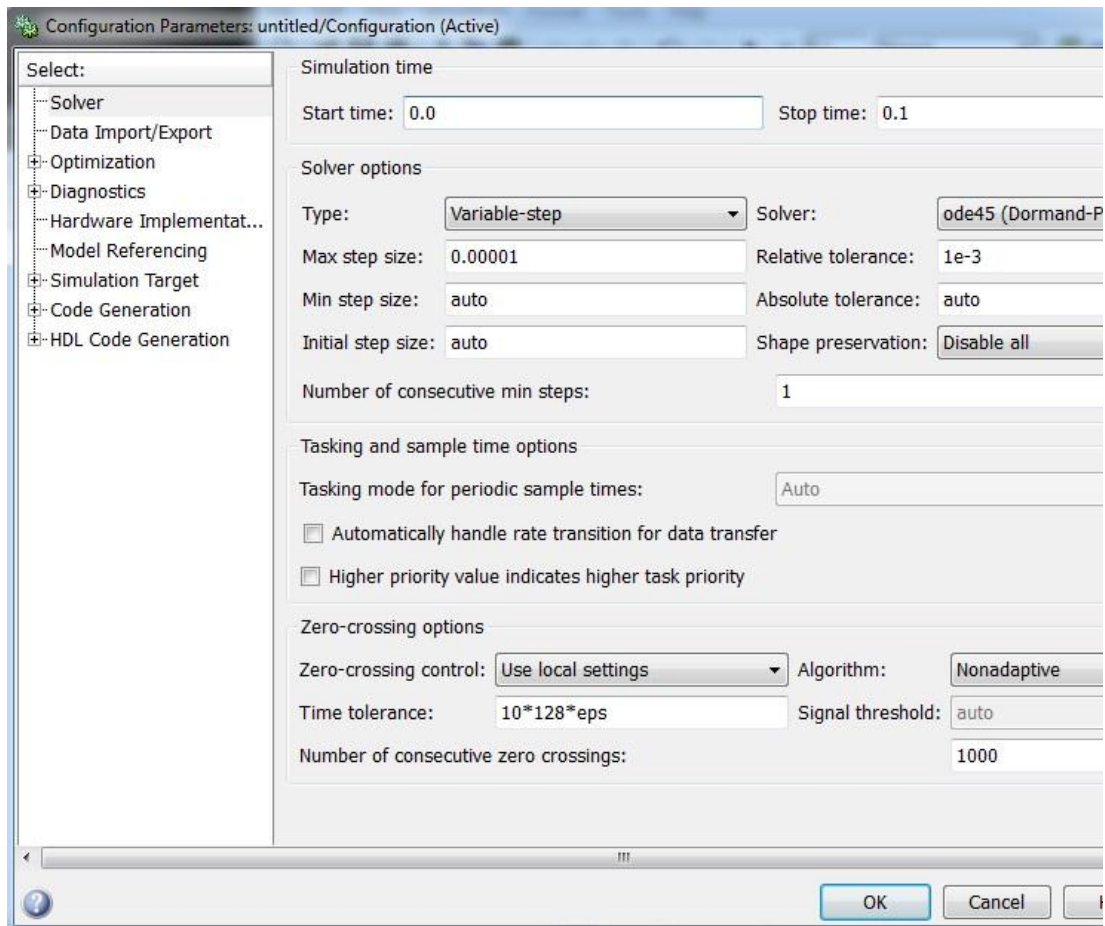 Configuration Parameters: untitled/Configuration (Active)
Select:
Solver
Data Import/Export
Optimization
Diagnostics
Hardware Implementat...
Model Referencing
Simulation Target
Code Generation
HDL Code Generation
Simulation time
Start time: 0.0 Stop time: 0.1
Solver options
Type: Variable-step Solver: ode45 (Dormand-P
Max step size: 0.00001 Relative tolerance: 1e-3
Min step size: auto Absolute tolerance: auto
Initial step size: auto Shape preservation: Disable all
Number of consecutive min steps: 1
Tasking and sample time options
Tasking mode for periodic sample times: Auto
Automatically handle rate transition for data transfer
Higher priority value indicates higher task priority
Zero-crossing options
Zero-crossing control: Use local settings Algorithm: Nonadaptive
Time tolerance: 10*128*eps Signal threshold: auto
Number of consecutive zero crossings: 1000
OK Cancel